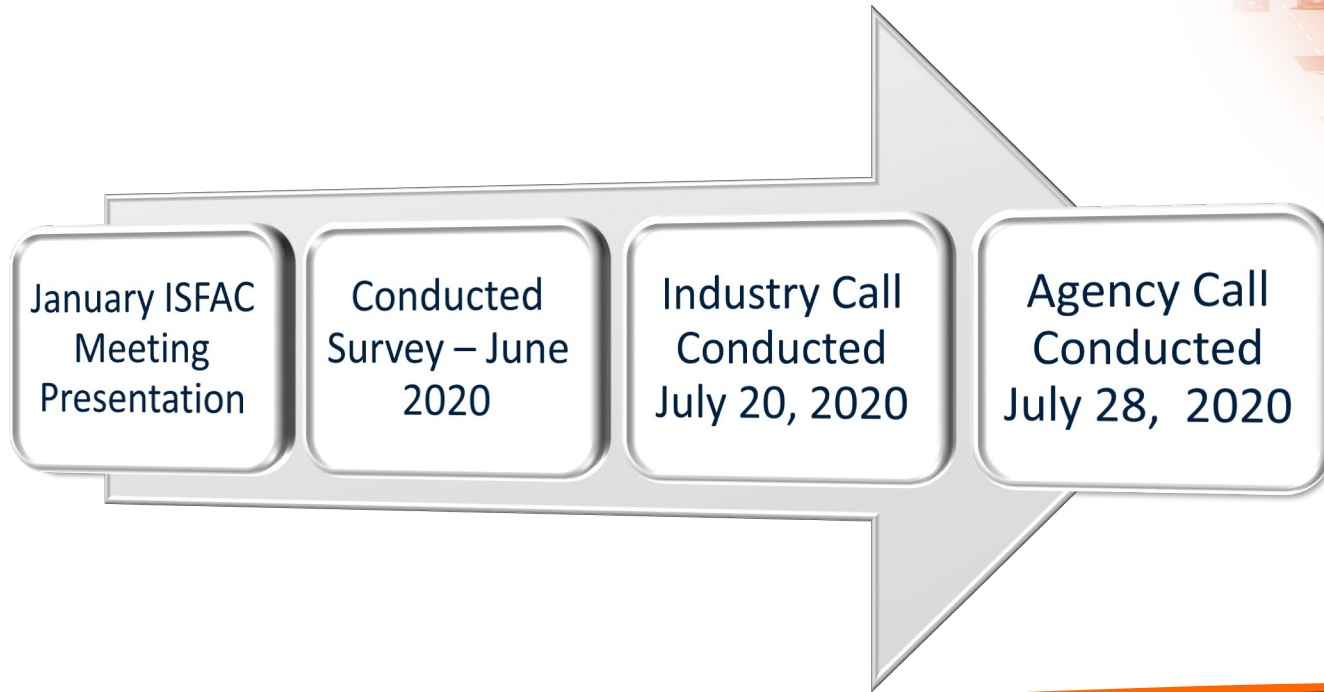 January ISFAC
Meeting
Presentation
Conducted
Survey – June
2020
Industry Call
Conducted
July 20, 2020
Agency Call
Conducted
July 28,  2020